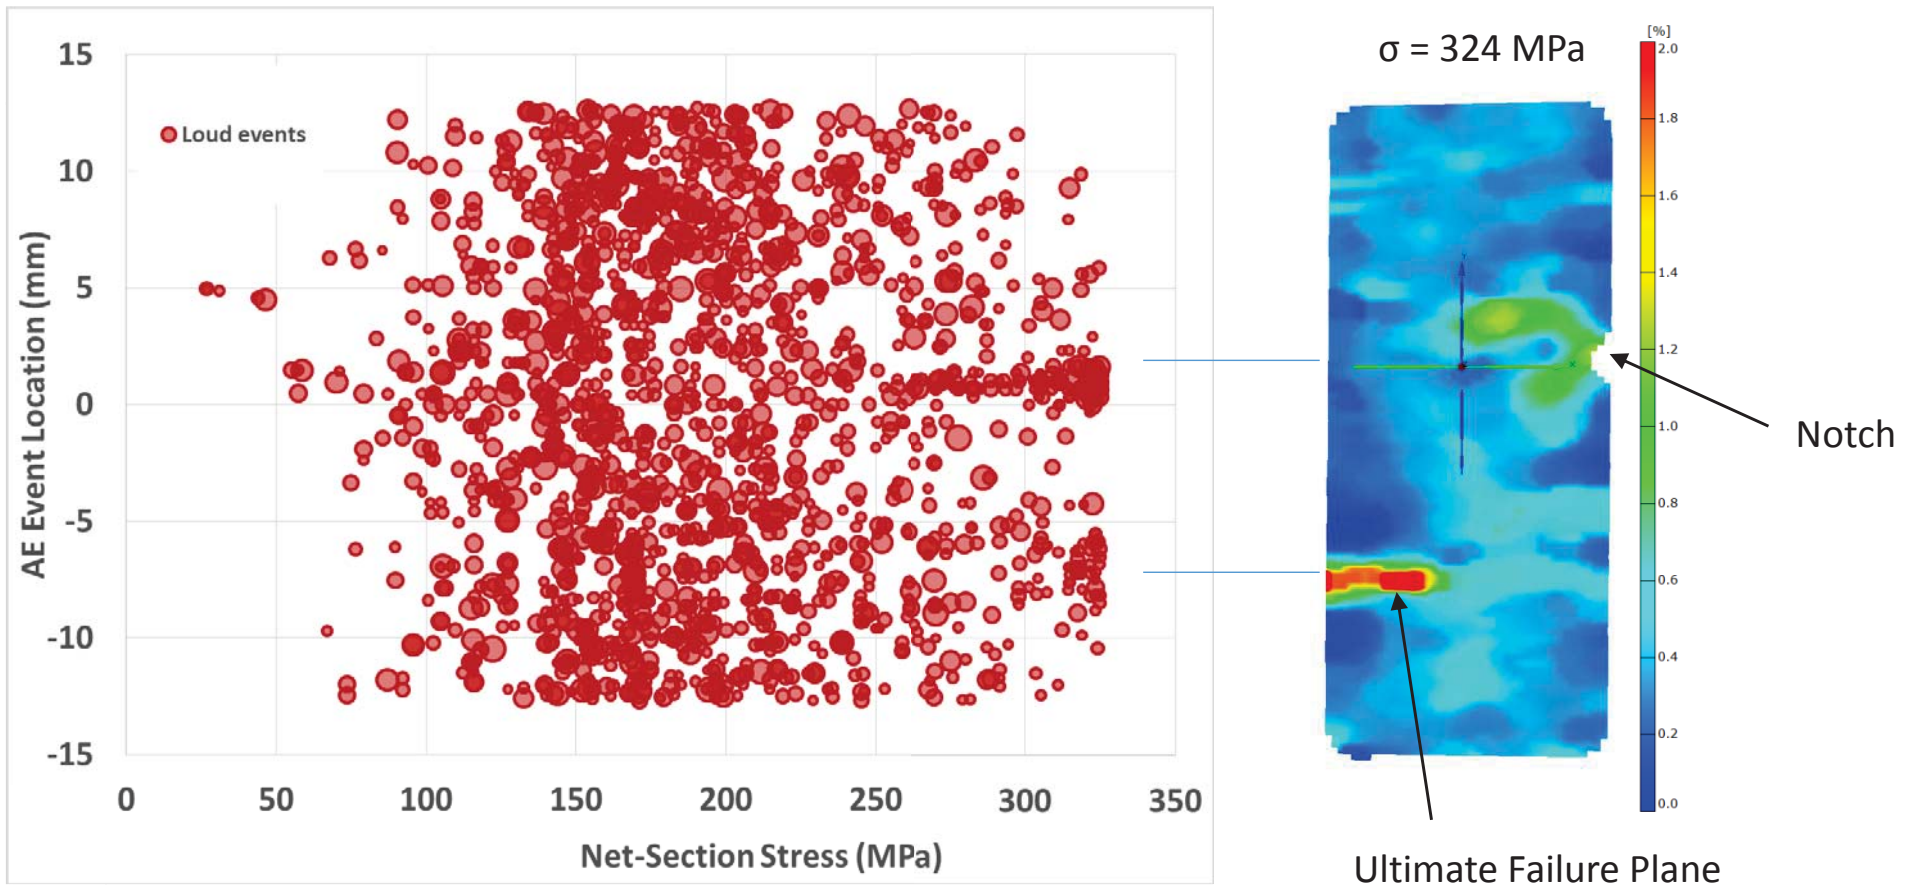 15
10
5
0
-5
-10
-15
AE Event Location (mm)
Loud events
0 50 100 150 200 250 300 350
Net-Section Stress (MPa)
σ = 324 MPa
[%]
2.0
1.8
1.6
1.4
1.2
1.0
0.8
0.6
0.4
0.2
0.0
Notch
Ultimate Failure Plane